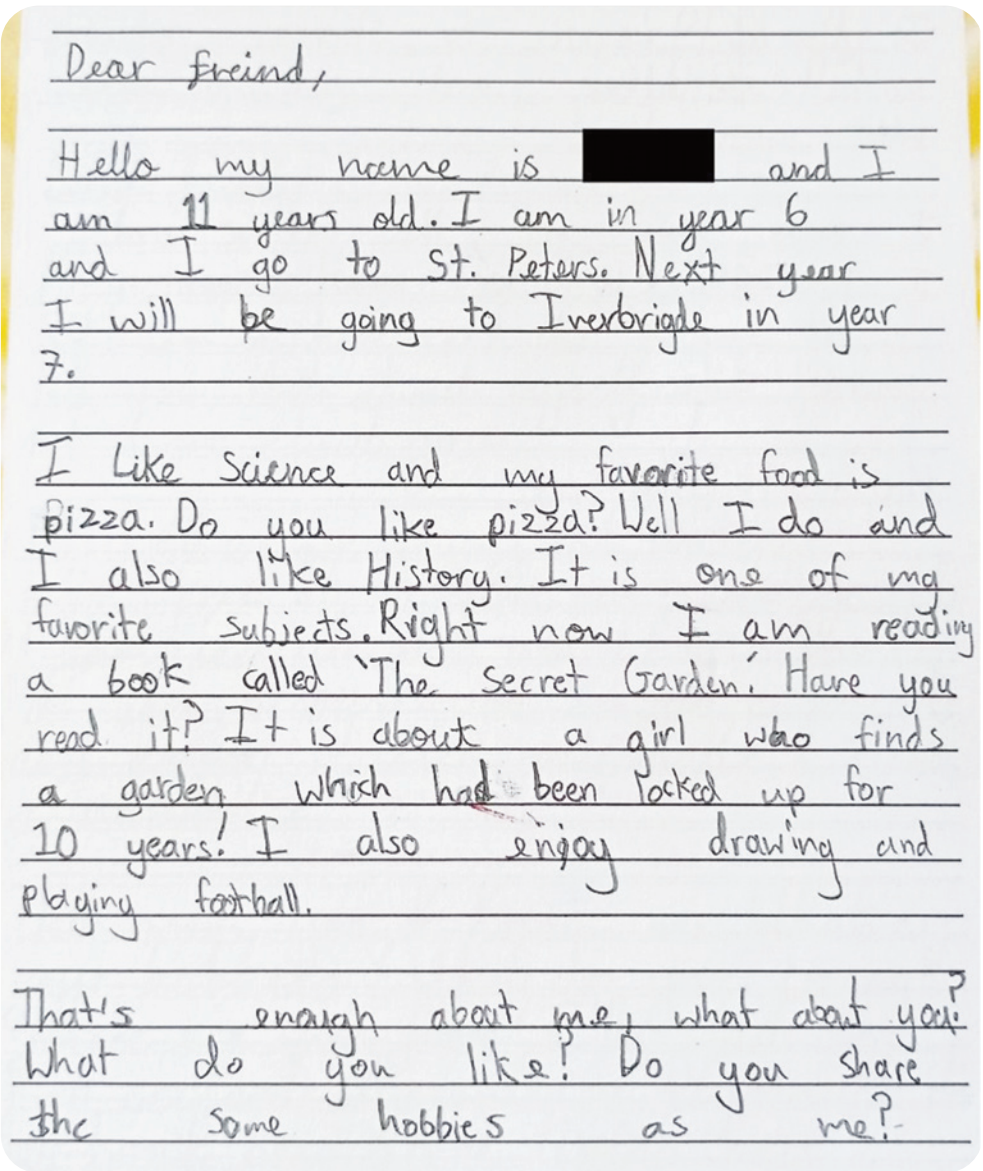 Dear freind,
Hello my name is and I
am 11 years old. I am in year 6
and I go to St. Peters. Next year
I will be going to Iverbrigde in year
7.
I like science and my favorite food is
pizza. Do you like pizza? Well I do and
I also like History. It is one of my
favorite subjects. Right now I am reading
a book called 'The Secret Garden.' Have you
read it? It is about a girl who finds
a garden which had been locked up for
10 years! I also engoy drawing and
playing football.
That's enough about me, what about you?
What do you like? Do you share
the same hobbies as me?